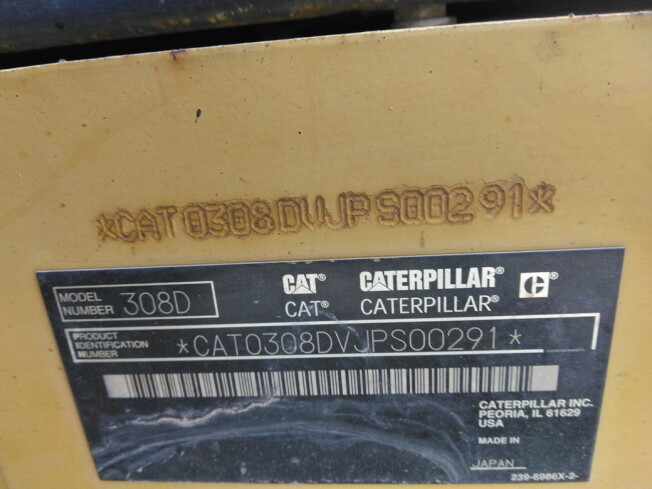 *CAT0308DVJPS00291*
CAT® CATERPILLAR® C
MODEL NUMBER 308D
CAT® CATERPILLAR®
PRODUCT IDENTIFICATION NUMBER *CAT0308DVJPS00291*
CATERPILLAR INC.
PEORIA, IL 61629
USA
MADE IN
JAPAN
239-6986X-2-